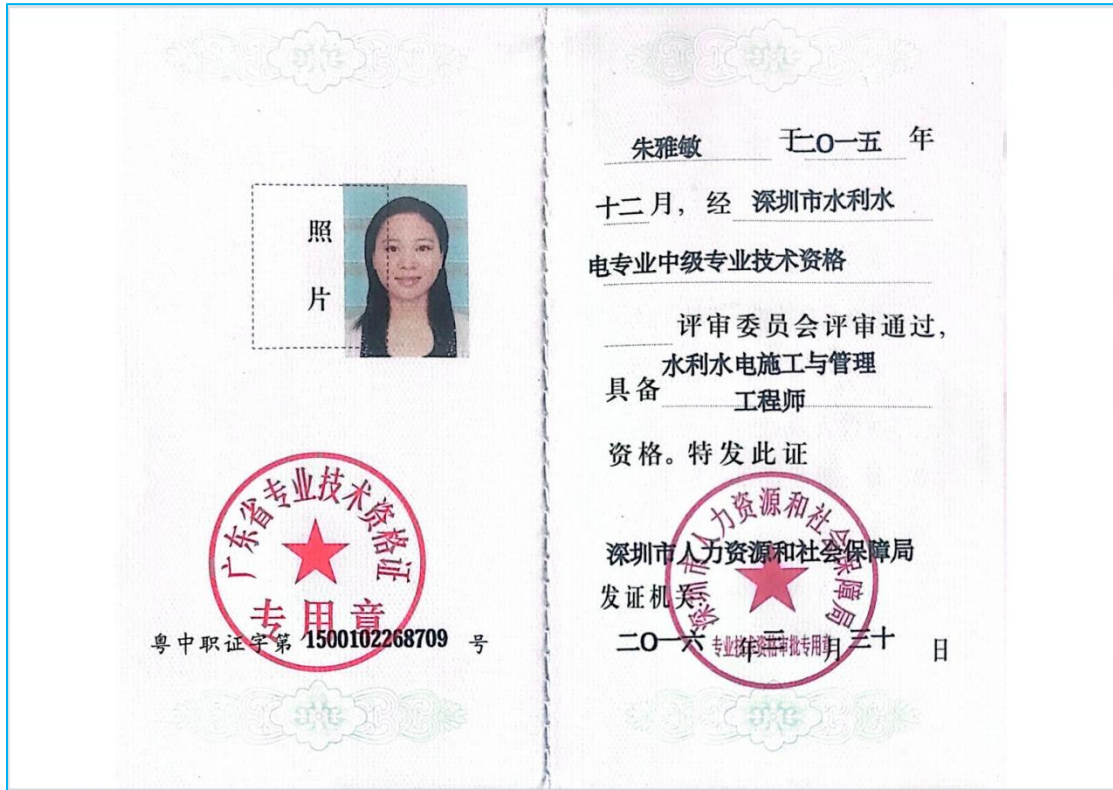 照
片
广东省专业技术资格证
专用章
粤中职证字第 1500102268709 号
朱雅敏 于二O一五 年
十二月，经 深圳市水利水
电专业中级专业技术资格
评审委员会评审通过，
水利水电施工与管理
具备
工程师
资格。特发此证
深圳市人力资源和社会保障局
深圳市人力资源和社会保障局
发证机关：
专业技术资格审批专用章
二O一六 年 三 月 三十 日